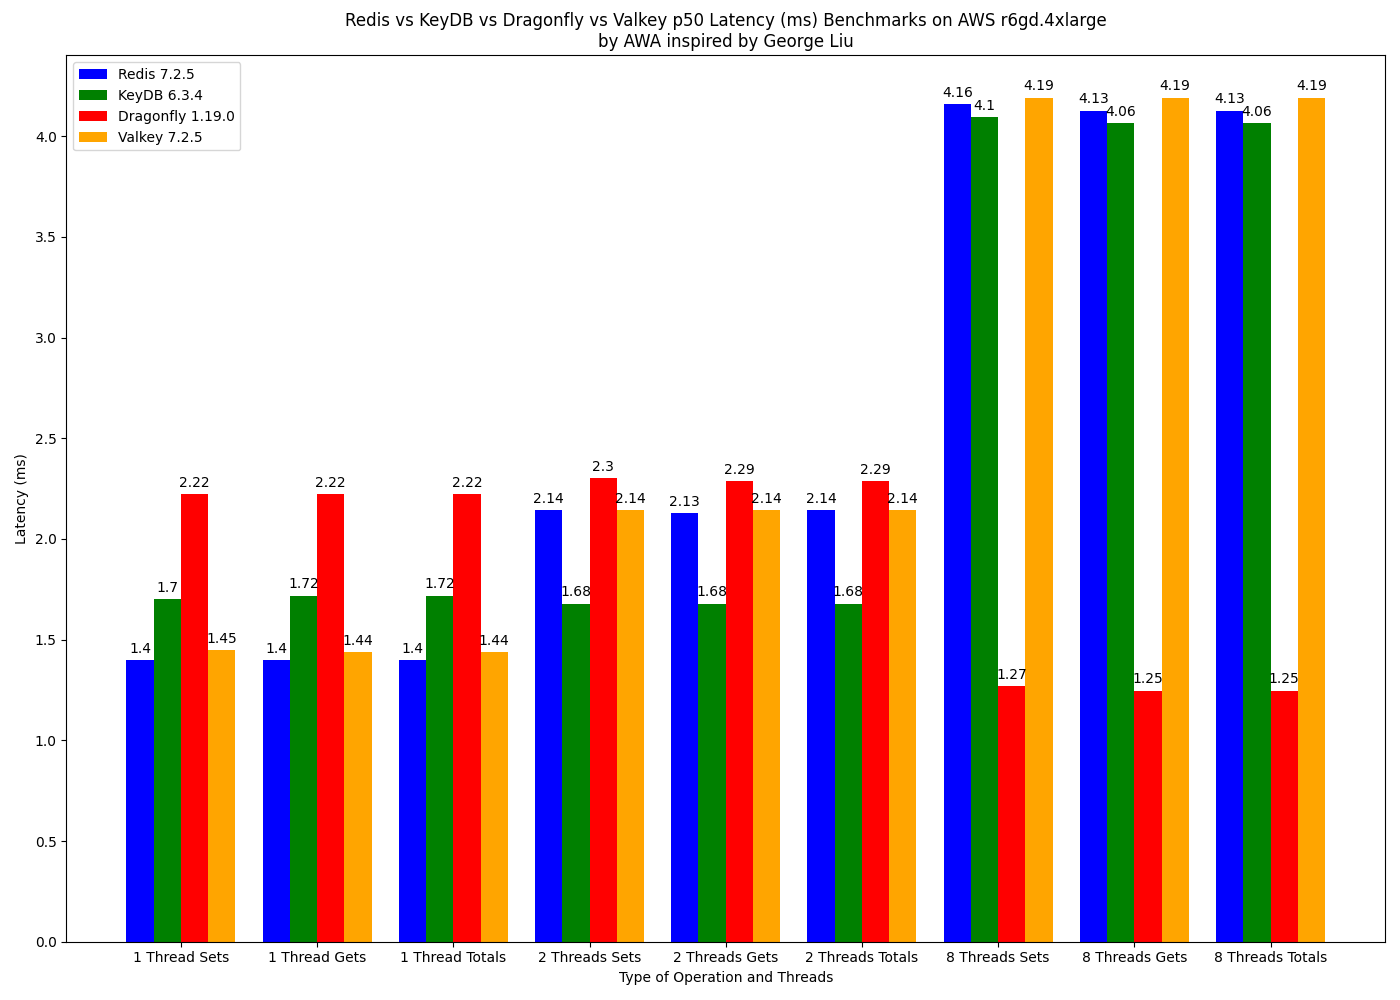 Redis vs KeyDB vs Dragonfly vs Valkey p50 Latency (ms) Benchmarks on AWS r6gd.4xlarge
by AWA inspired by George Liu
Redis 7.2.5
KeyDB 6.3.4
Dragonfly 1.19.0
Valkey 7.2.5
Latency (ms)
4.0
3.5
3.0
2.5
2.0
1.5
1.0
0.5
0.0
1.4 1.7 2.22 1.45
1.4 1.72 2.22 1.44
1.4 1.72 2.22 1.44
2.14 1.68 2.3 2.14
2.13 1.68 2.29 2.14
2.14 1.68 2.29 2.14
4.16 4.1 1.27 4.19
4.13 4.06 1.25 4.19
4.13 4.06 1.25 4.19
1 Thread Sets 1 Thread Gets 1 Thread Totals 2 Threads Sets 2 Threads Gets 2 Threads Totals 8 Threads Sets 8 Threads Gets 8 Threads Totals
Type of Operation and Threads